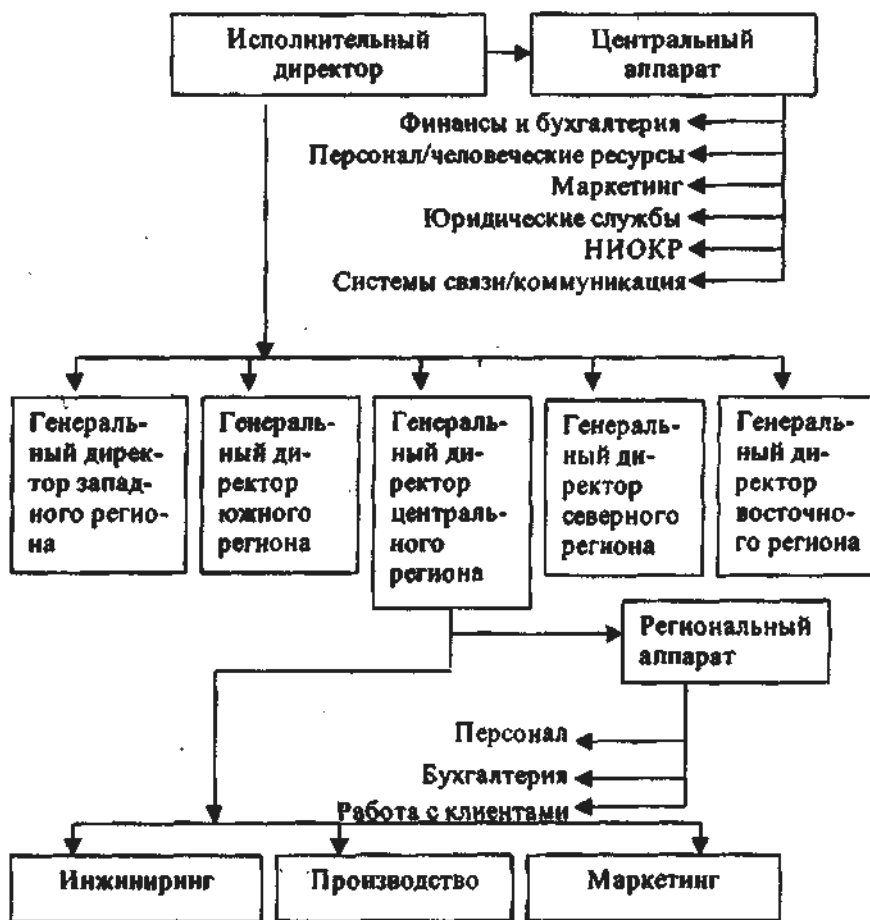 Исполнительный
директор
Центральный
аппарат
Финансы и бухгалтерия
Персонал/человеческие ресурсы
Маркетинг
Юридические службы
НИОКР
Системы связи/коммуникация
Генераль-
ный дирек-
тор запад-
ного регио-
на
Генераль-
ный ди-
ректор
южного
региона
Генераль-
ный ди-
ректор
централь-
ного
региона
Генераль-
ный ди-
ректор
северного
региона
Генераль-
ный ди-
ректор
восточно-
го региона
Региональный
аппарат
Персонал
Бухгалтерия
Работа с клиентами
Инжиниринг
Производство
Маркетинг